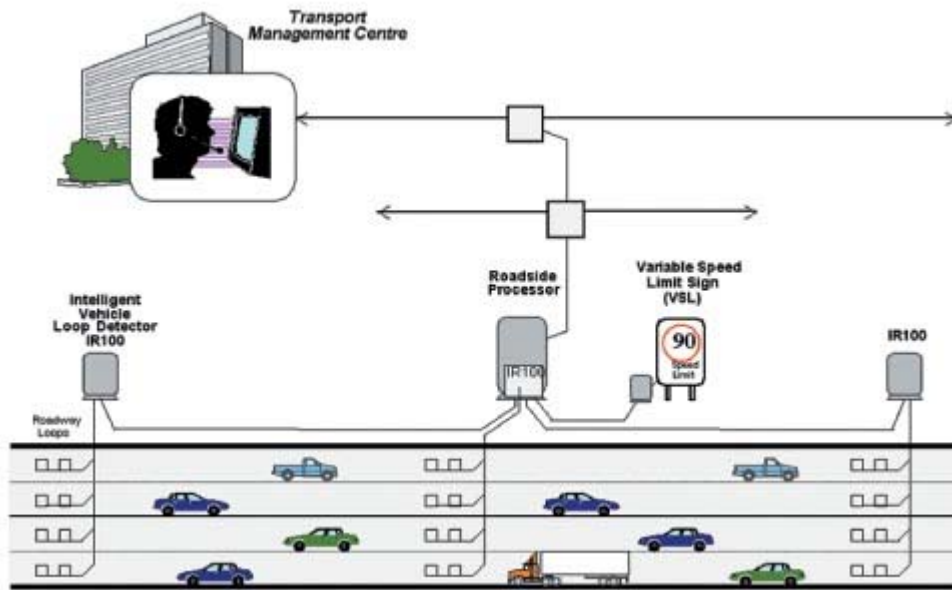 Transport
Management Centre
Roadside
Processor
Variable Speed
Limit Sign
(VSL)
Intelligent
Vehicle
Loop Detector
IR100
IR100
90
Speed
Limit
IR100
Roadway
Loops